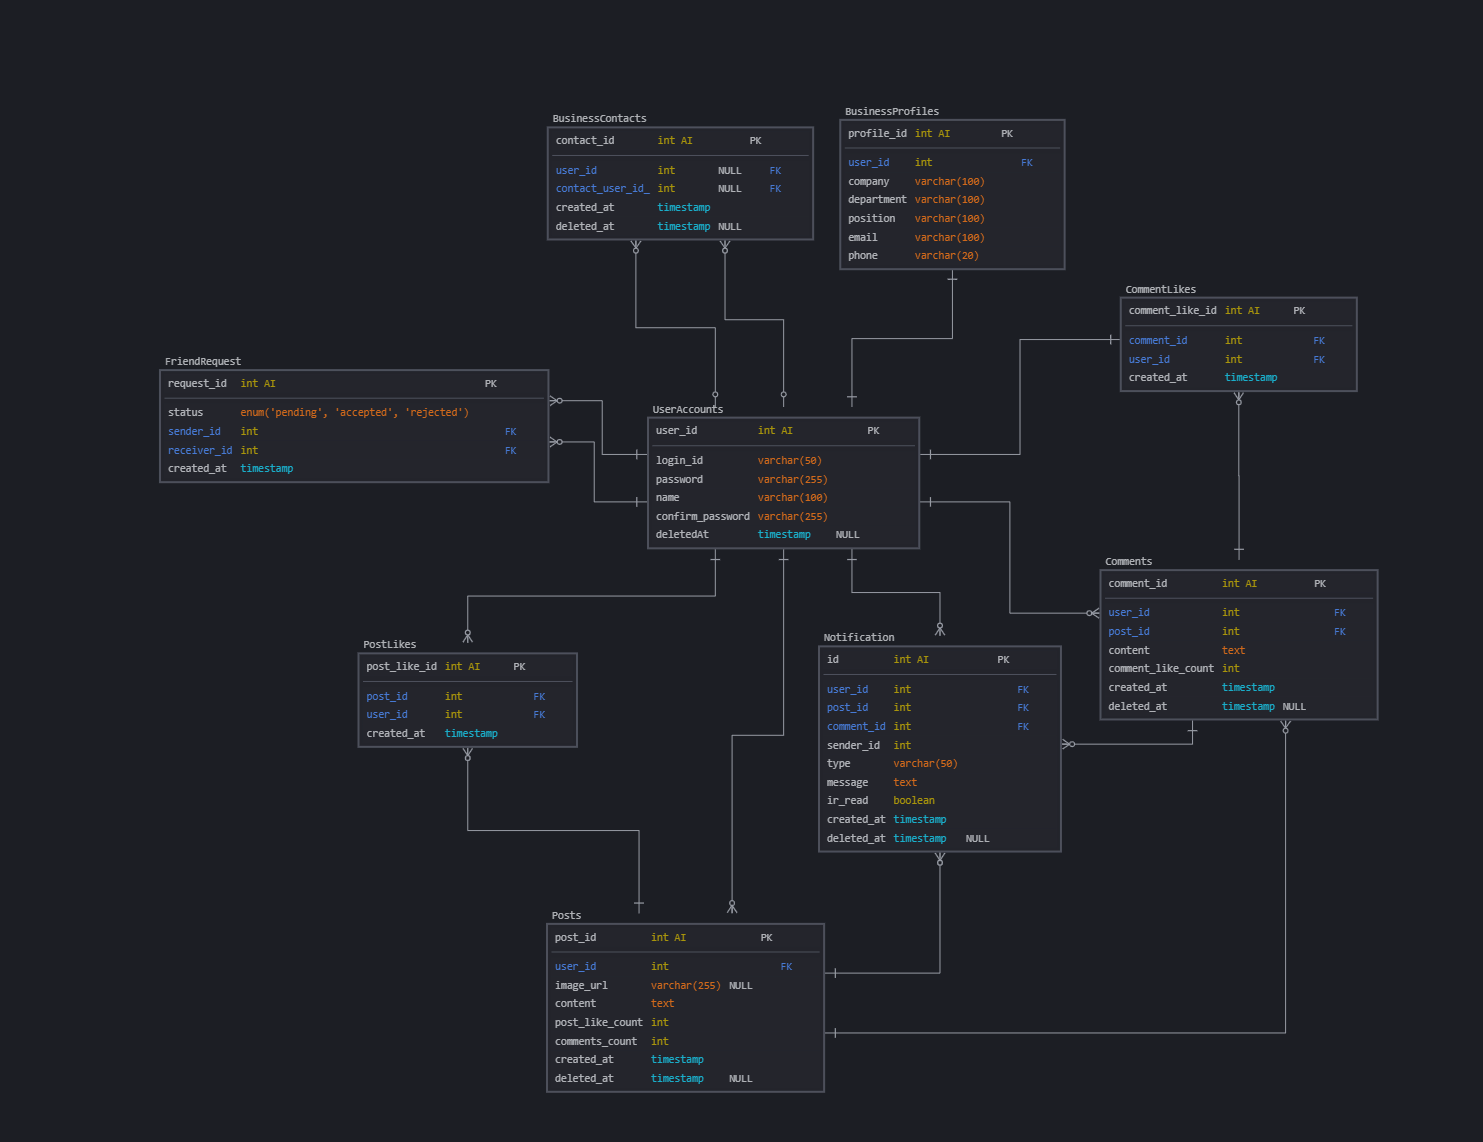 BusinessContacts
contact_id int AI PK
user_id int NULL FK
contact_user_id_ int NULL FK
created_at timestamp
deleted_at timestamp NULL
BusinessProfiles
profile_id int AI PK
user_id int FK
company varchar(100)
department varchar(100)
position varchar(100)
email varchar(100)
phone varchar(20)
CommentLikes
comment_like_id int AI PK
comment_id int FK
user_id int FK
created_at timestamp
FriendRequest
request_id int AI PK
status enum('pending', 'accepted', 'rejected')
sender_id int FK
receiver_id int FK
created_at timestamp
UserAccounts
user_id int AI PK
login_id varchar(50)
password varchar(255)
name varchar(100)
confirm_password varchar(255)
deletedAt timestamp NULL
Comments
comment_id int AI PK
user_id int FK
post_id int FK
content text
comment_like_count int
created_at timestamp
deleted_at timestamp NULL
PostLikes
post_like_id int AI PK
post_id int FK
user_id int FK
created_at timestamp
Notification
id int AI PK
user_id int FK
post_id int FK
comment_id int FK
sender_id int
type varchar(50)
message text
ir_read boolean
created_at timestamp
deleted_at timestamp NULL
Posts
post_id int AI PK
user_id int FK
image_url varchar(255) NULL
content text
post_like_count int
comments_count int
created_at timestamp
deleted_at timestamp NULL